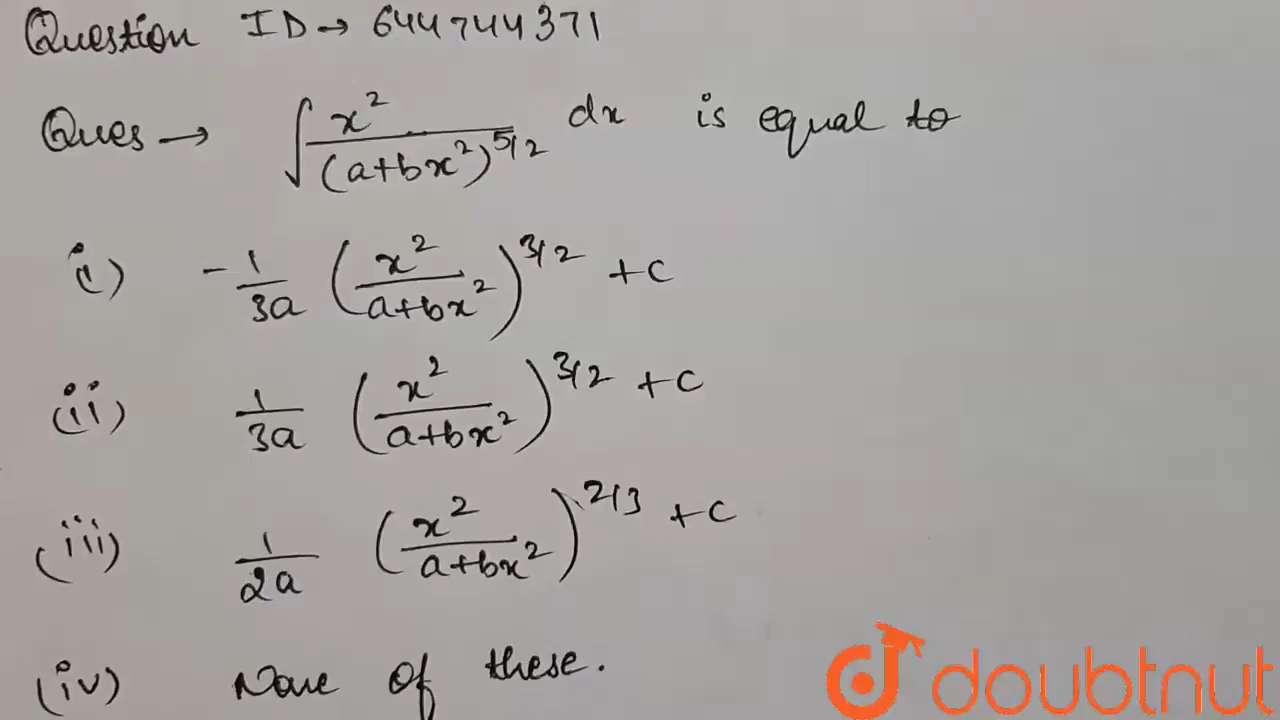 Question ID → 644744371
Ques → ∫ x² / (a+bx²)^5/2 dx is equal to
(i) -1/3a (x² / a+bx²)^3/2 + c
(ii) 1/3a (x² / a+bx²)^3/2 + c
(iii) 1/2a (x² / a+bx²)^2/3 + c
(iv) None of these.
doubtnut